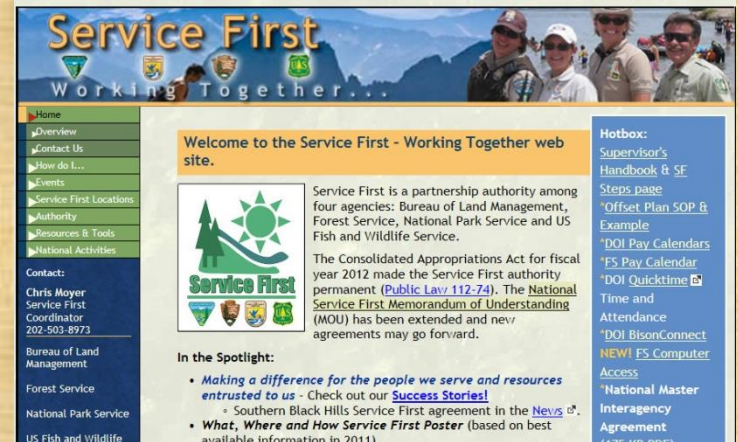 Service First
Working Together...
Home
Overview
Contact Us
How do I...
Events
Service First Locations
Authority
Resources & Tools
National Activities
Contact:
Chris Moyer
Service First
Coordinator
202-503-8973
Bureau of Land
Management
Forest Service
National Park Service
US Fish and Wildlife
Welcome to the Service First - Working Together web
site.
Service First
Service First is a partnership authority among
four agencies: Bureau of Land Management,
Forest Service, National Park Service and US
Fish and Wildlife Service.
The Consolidated Appropriations Act for fiscal
year 2012 made the Service First authority
permanent (Public Law 112-74). The National
Service First Memorandum of Understanding
(MOU) has been extended and new
agreements may go forward.
In the Spotlight:
• Making a difference for the people we serve and resources
entrusted to us - Check out our Success Stories!
◦ Southern Black Hills Service First agreement in the News.
• What, Where and How Service First Poster (based on best
available information in 2011)
Hotbox:
Supervisor's
Handbook & SF
Steps page
*Offset Plan SOP &
Example
*DOI Pay Calendars
*FS Pay Calendar
*DOI Quicktime
Time and
Attendance
*DOI BisonConnect
NEW! FS Computer
Access
*National Master
Interagency
Agreement
(175 KB PDF)